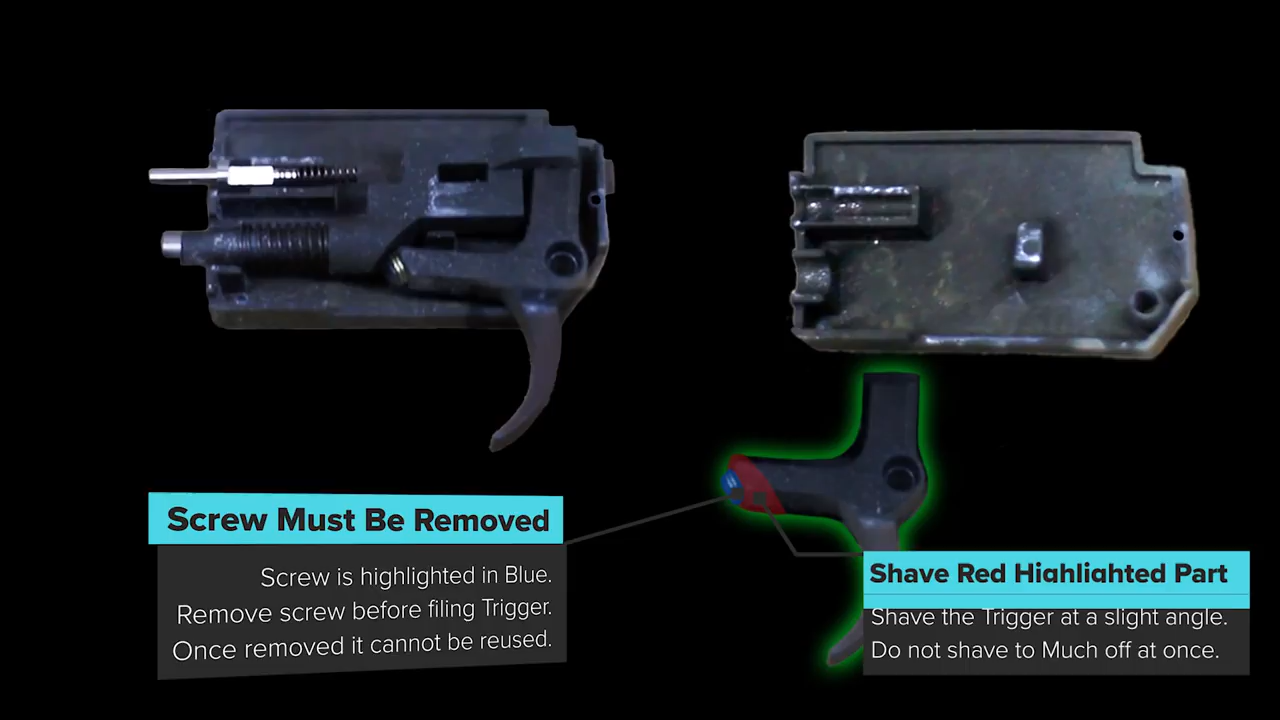 Screw Must Be Removed
Screw is highlighted in Blue.
Remove screw before filing Trigger.
Once removed it cannot be reused.
Shave Red Highlighted Part
Shave the Trigger at a slight angle.
Do not shave to Much off at once.